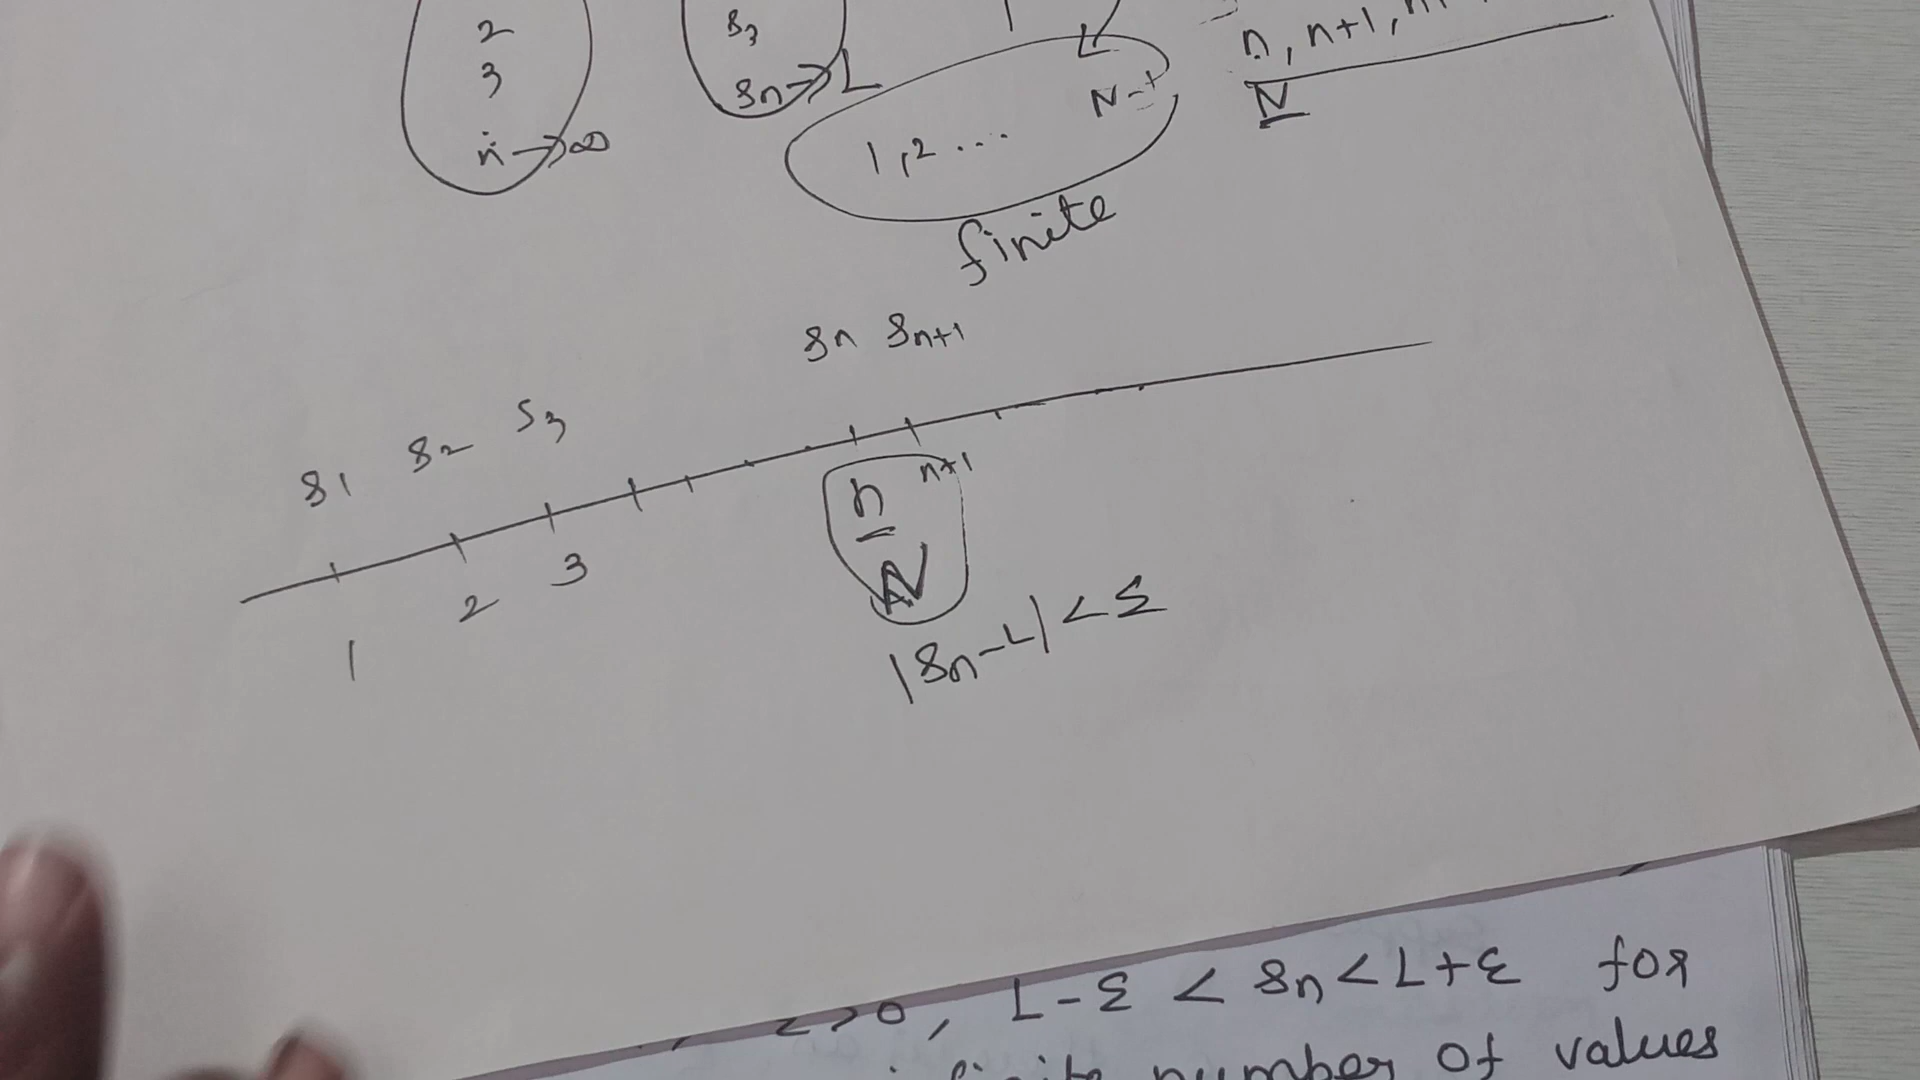 2
3
n → ∞
s3
sn → L
1, 2 ....
N-1
finite
n, n+1,
N
s1 s2 s3 sn sn+1
1 2 3 n n+1
N
|sn-L| < ε
>0, L-ε < sn < L+ε for
number of values